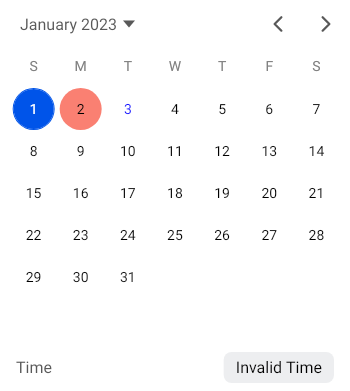 January 2023
S M T W T F S
1 2 3 4 5 6 7
8 9 10 11 12 13 14
15 16 17 18 19 20 21
22 23 24 25 26 27 28
29 30 31
Time Invalid Time